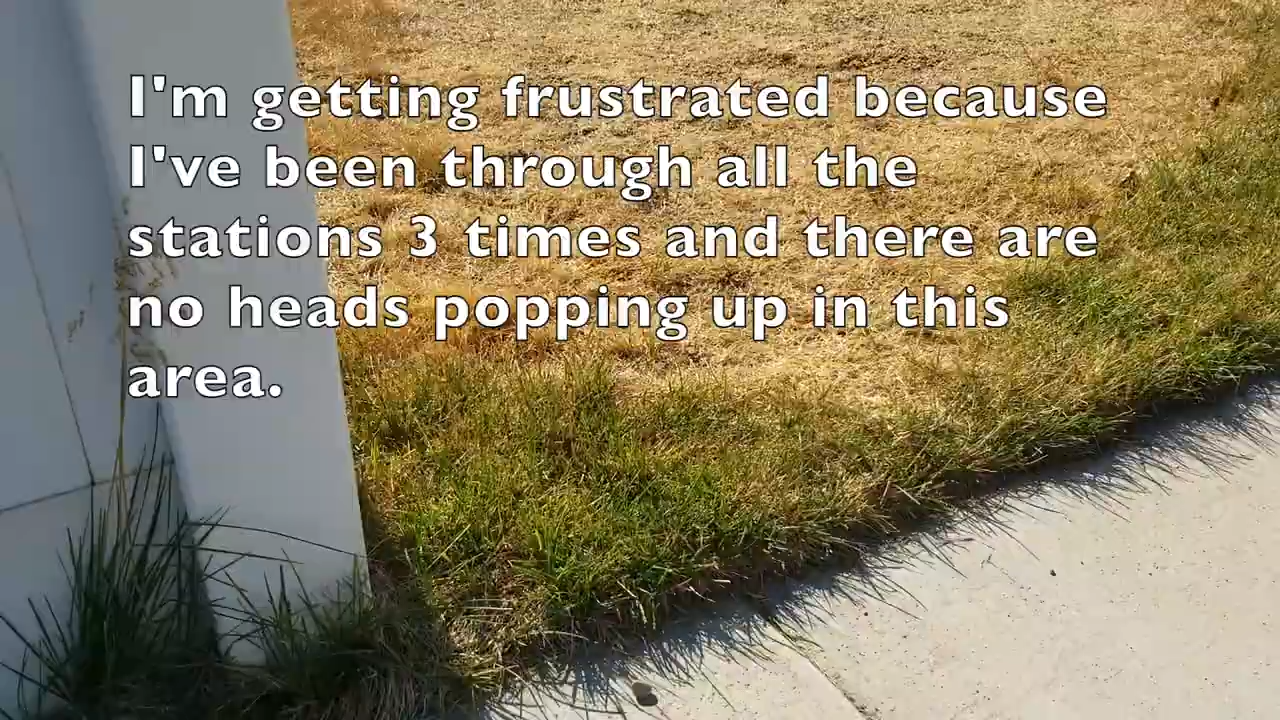 I'm getting frustrated because
I've been through all the
stations 3 times and there are
no heads popping up in this
area.